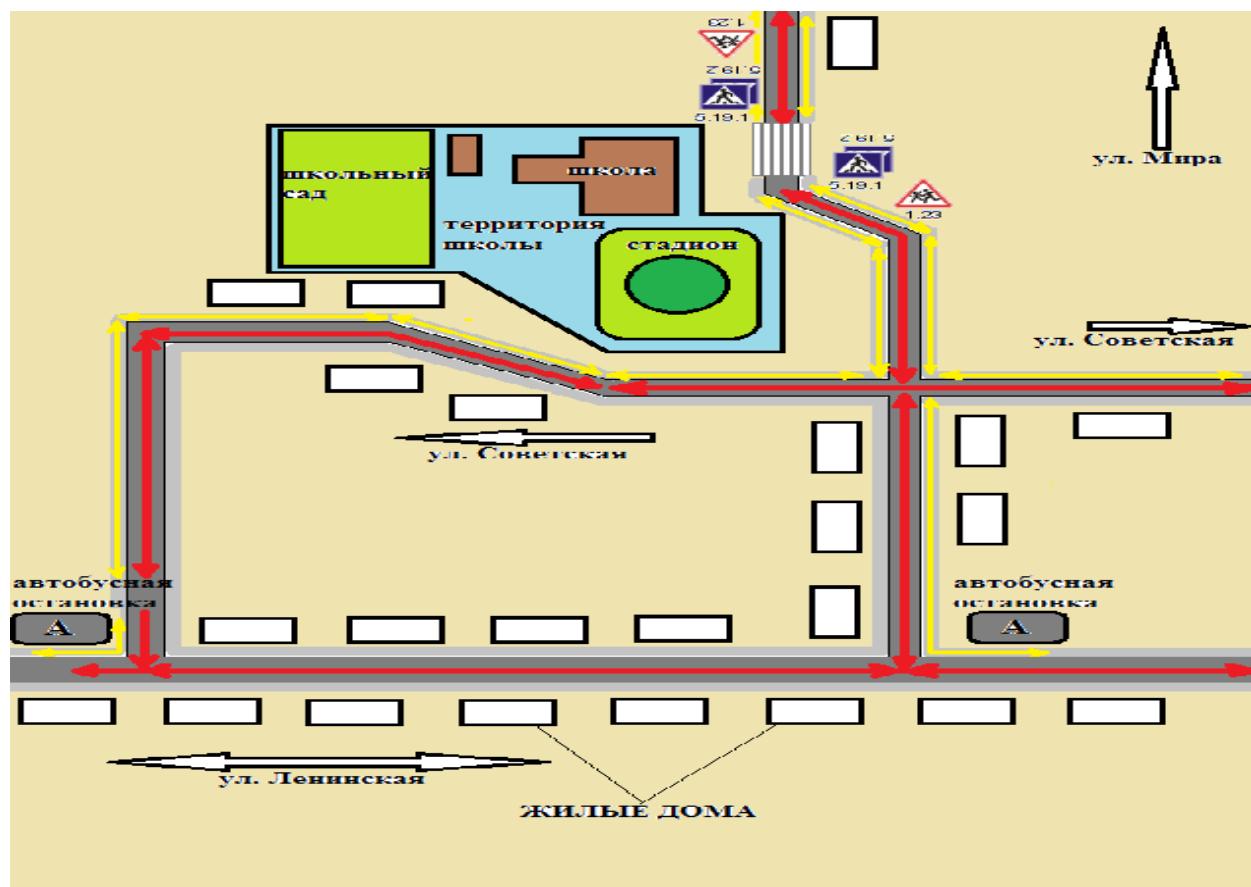 1.23
5.19.2
5.19.1
5.19.2
5.19.1
1.23
ул. Мира
школьный
сад
школа
территория
школы
стадион
ул. Советская
ул. Советская
автобусная
остановка
А
автобусная
остановка
А
ул. Ленинская
ЖИЛЫЕ ДОМА